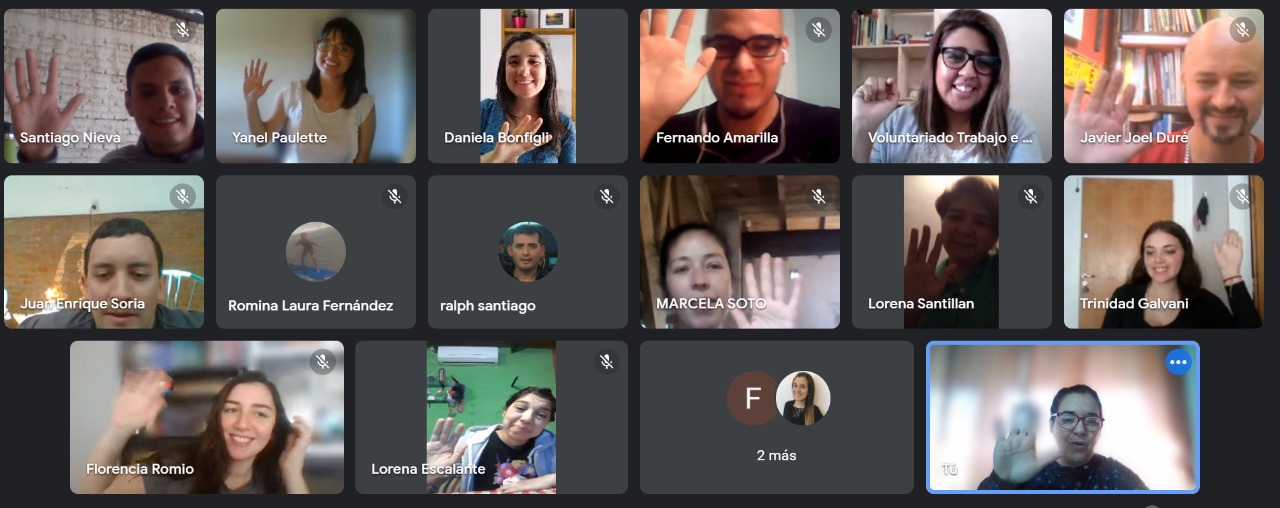 Santiago Nieva
Yanel Paulette
Daniela Bonfigli
Fernando Amarilla
Voluntariado Trabajo e ...
Javier Joel Duré
Juan Enrique Soria
Romina Laura Fernández
ralph santiago
MARCELA SOTO
Lorena Santillan
Trinidad Galvani
Florencia Romio
Lorena Escalante
F
2 más
Tú